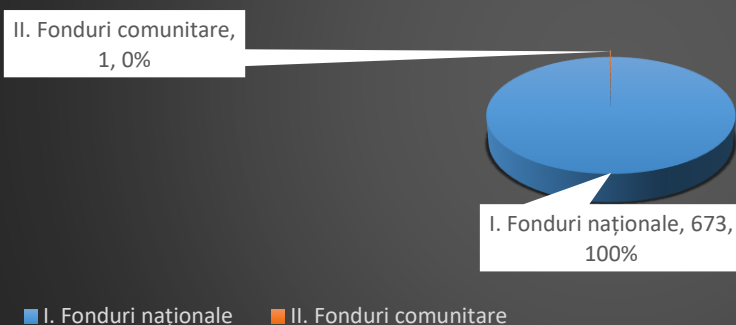 II. Fonduri comunitare,
1, 0%
I. Fonduri naționale, 673,
100%
I. Fonduri naționale II. Fonduri comunitare